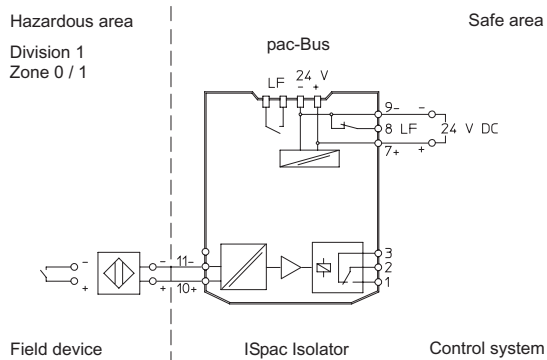 Hazardous area
Safe area
Division 1
Zone 0 / 1
pac-Bus
LF
24 V
- +
9-
-
8 LF
24 V DC
7+
+
3
- - 11-
2
+ + 10+
1
Field device
ISpac Isolator
Control system